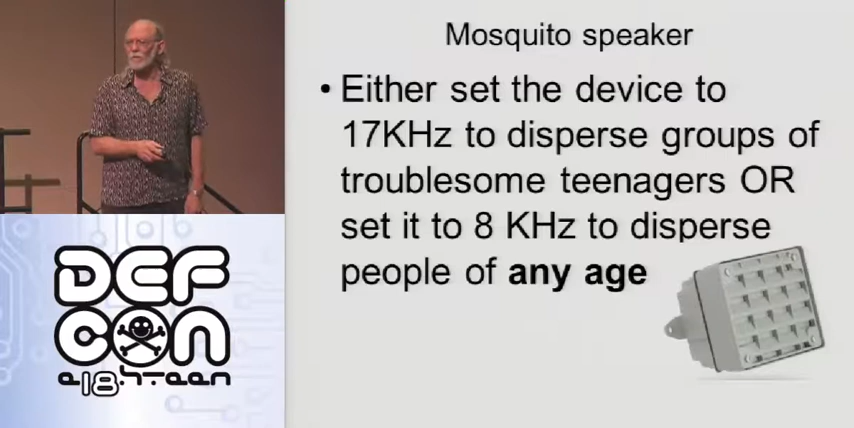 Mosquito speaker
• Either set the device to
17KHz to disperse groups of
troublesome teenagers OR
set it to 8 KHz to disperse
people of any age
DEF
CON
e18hteen